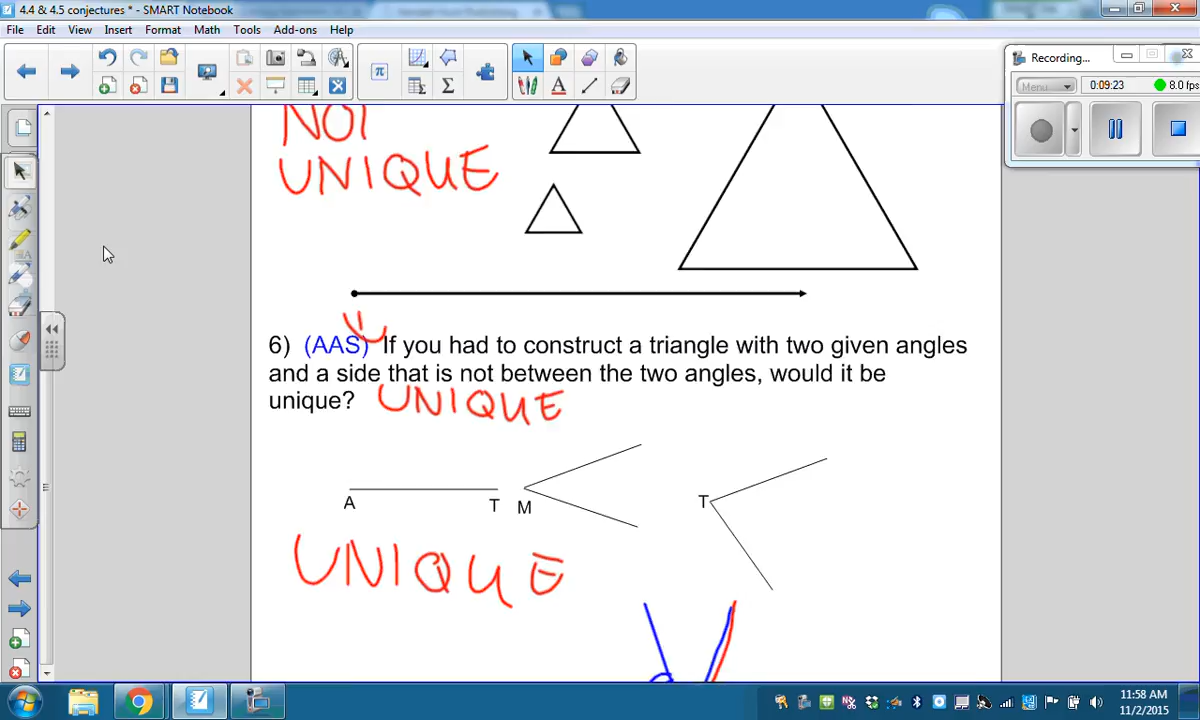 4.4 & 4.5 conjectures * - SMART Notebook
File Edit View Insert Format Math Tools Add-ons Help
Recording...
Menu 0:09:23 8.0 fps
NOT
UNIQUE
6) (AAS) If you had to construct a triangle with two given angles
and a side that is not between the two angles, would it be
unique? UNIQUE
A T M T
UNIQUE
11:58 AM
11/2/2015